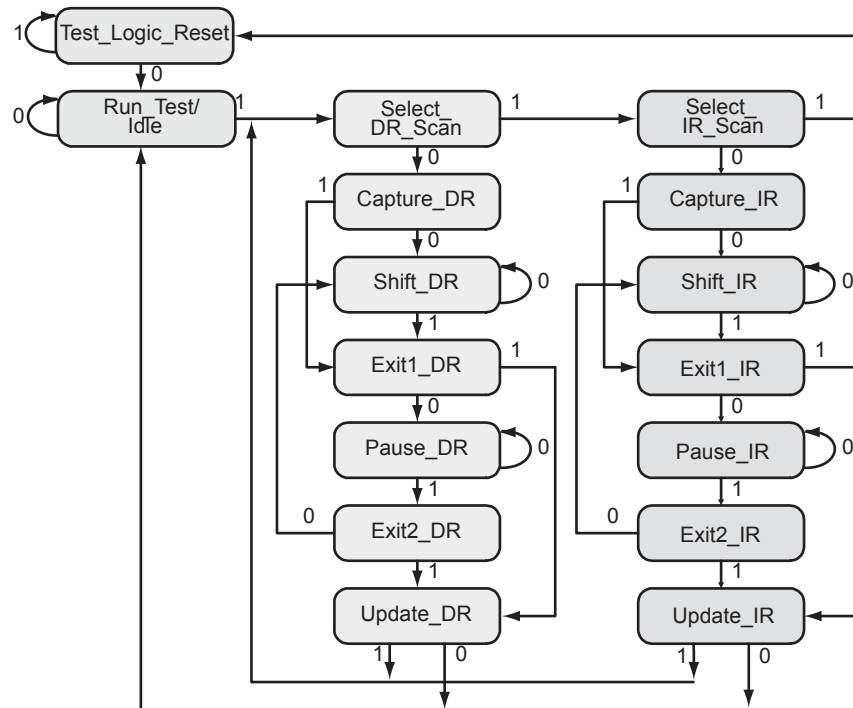 1
Test_Logic_Reset
0
0
Run_Test/
Idle
1
Select_
DR_Scan
1
Select_
IR_Scan
1
0
0
1
Capture_DR
1
Capture_IR
0
0
Shift_DR
0
Shift_IR
0
1
1
Exit1_DR
1
Exit1_IR
1
0
0
Pause_DR
0
Pause_IR
0
1
1
0
Exit2_DR
0
Exit2_IR
1
1
Update_DR
Update_IR
1
0
1
0